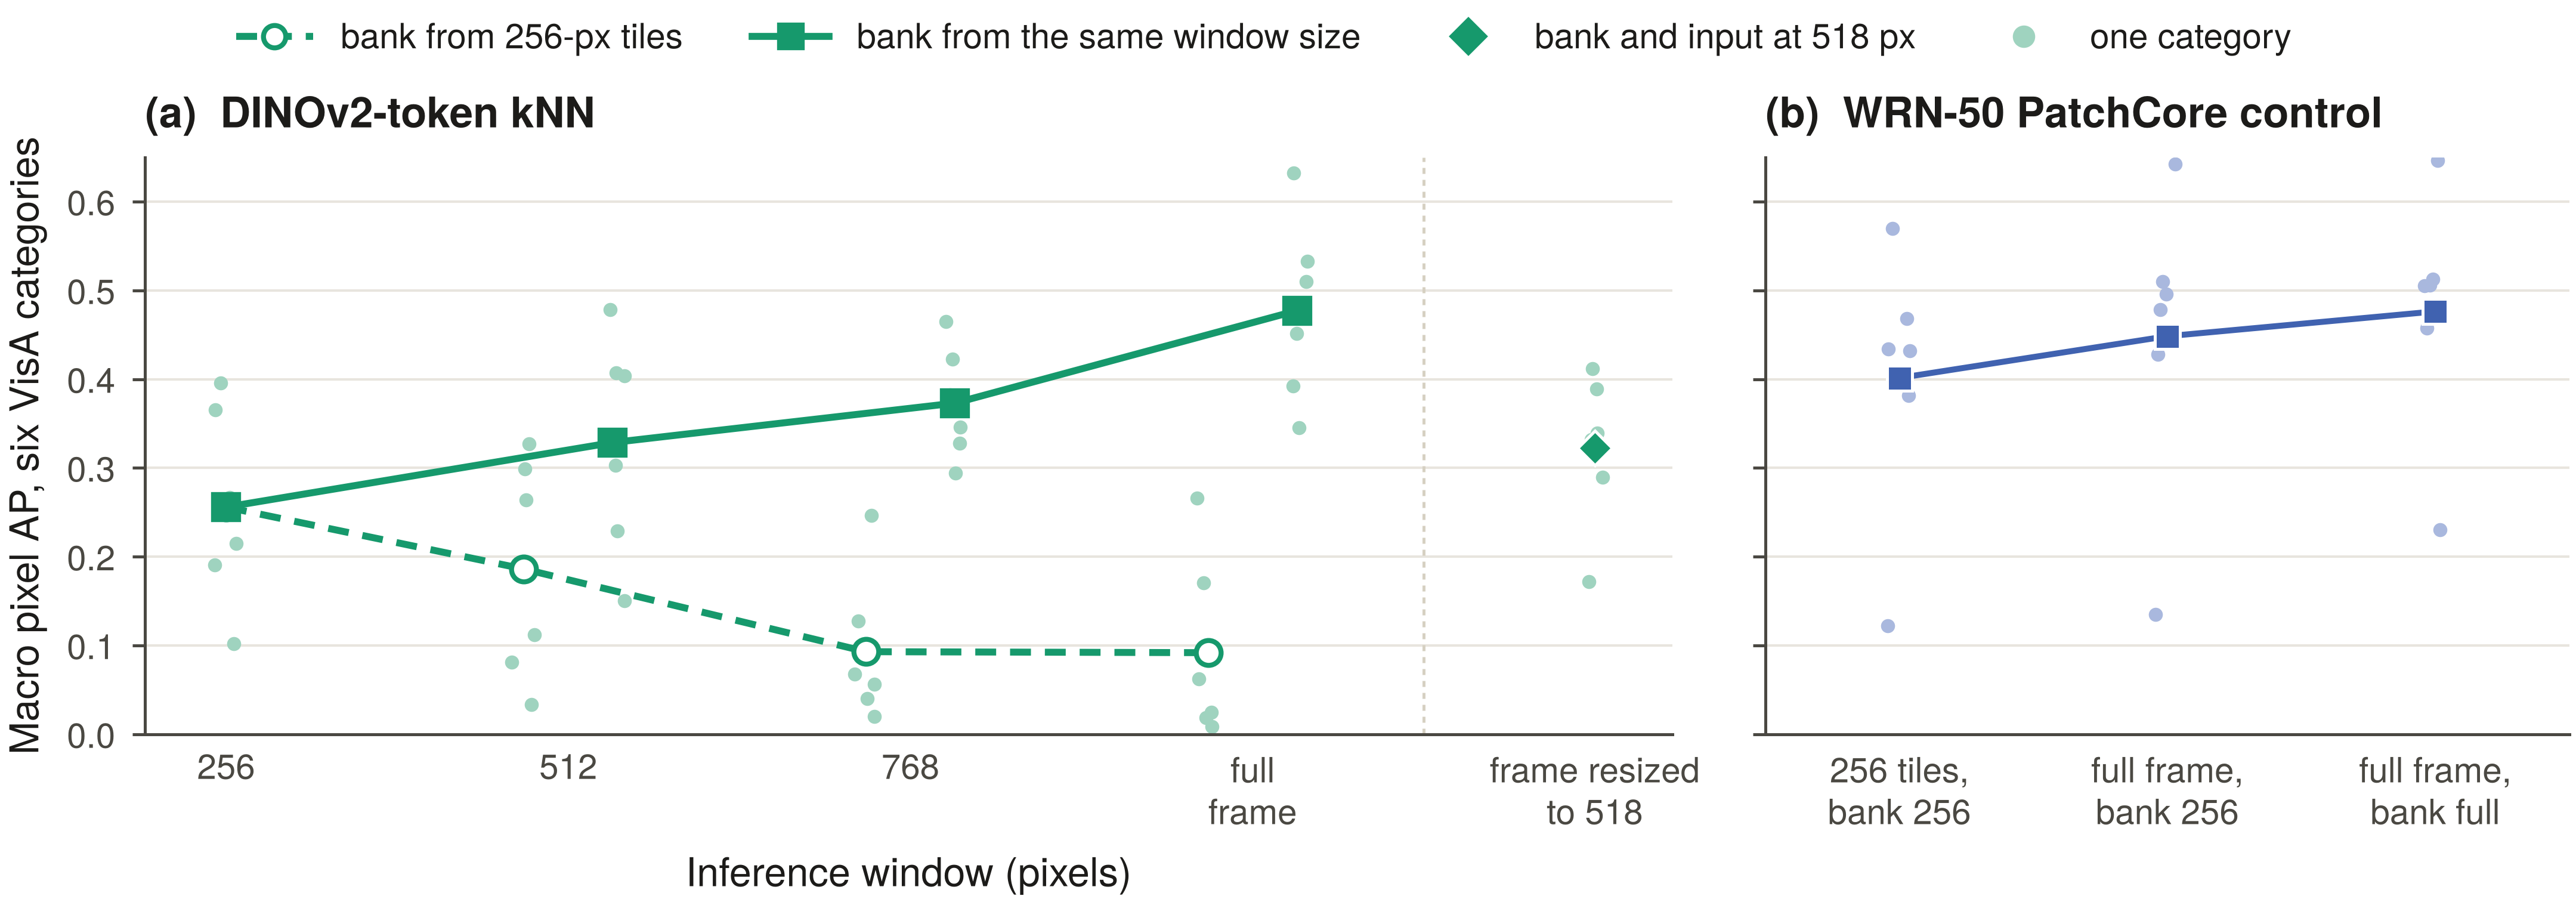 bank from 256-px tiles
bank from the same window size
bank and input at 518 px
one category
(a) DINOv2-token kNN
(b) WRN-50 PatchCore control
Macro pixel AP, six VisA categories
0.6
0.5
0.4
0.3
0.2
0.1
0.0
256
512
768
full
frame
frame resized
to 518
256 tiles,
bank 256
full frame,
bank 256
full frame,
bank full
Inference window (pixels)